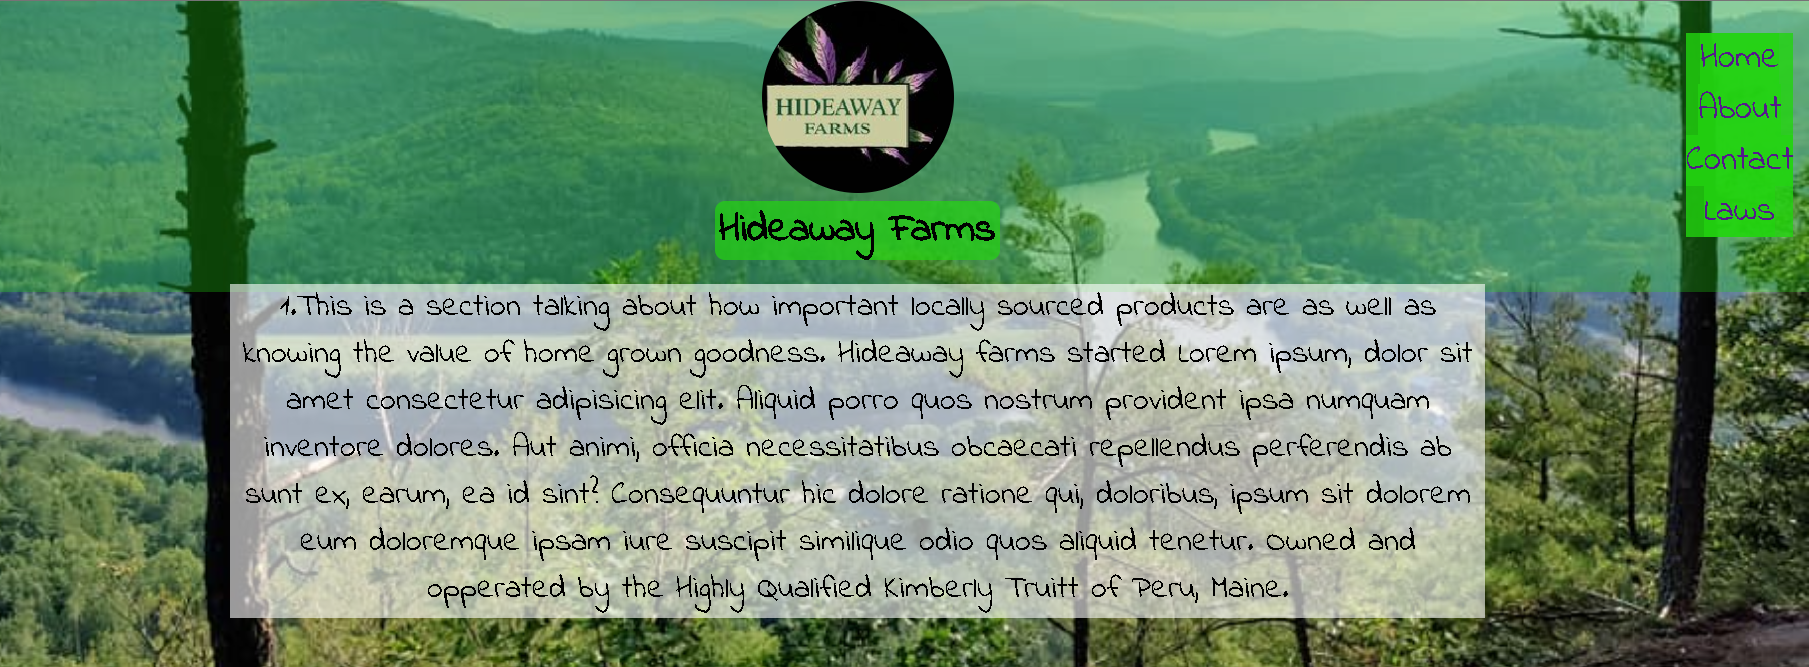 HIDEAWAY
FARMS
Hideaway Farms
Home
About
Contact
Laws
1.This is a section talking about how important locally sourced products are as well as
knowing the value of home grown goodness. Hideaway farms started Lorem ipsum, dolor sit
amet consectetur adipisicing elit. Aliquid porro quos nostrum provident ipsa numquam
inventore dolores. Aut animi, officia necessitatibus obcaecati repellendus perferendis ab
sunt ex, earum, ea id sint? Consequuntur hic dolore ratione qui, doloribus, ipsum sit dolorem
eum doloremque ipsam iure suscipit similique odio quos aliquid tenetur. Owned and
opperated by the Highly Qualified Kimberly Truitt of Peru, Maine.